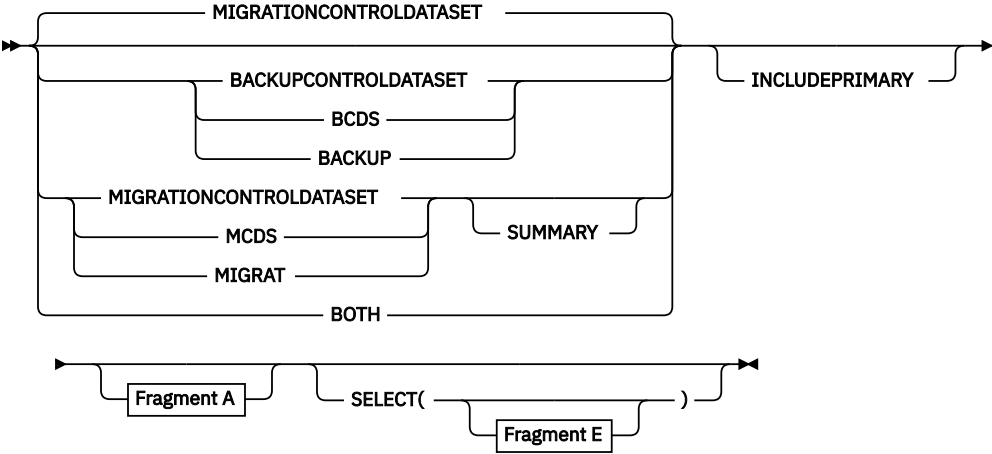 MIGRATIONCONTROLDATASET
INCLUDEPRIMARY
BACKUPCONTROLDATASET
BCDS
BACKUP
MIGRATIONCONTROLDATASET
SUMMARY
MCDS
MIGRAT
BOTH
Fragment A
SELECT( )
Fragment E